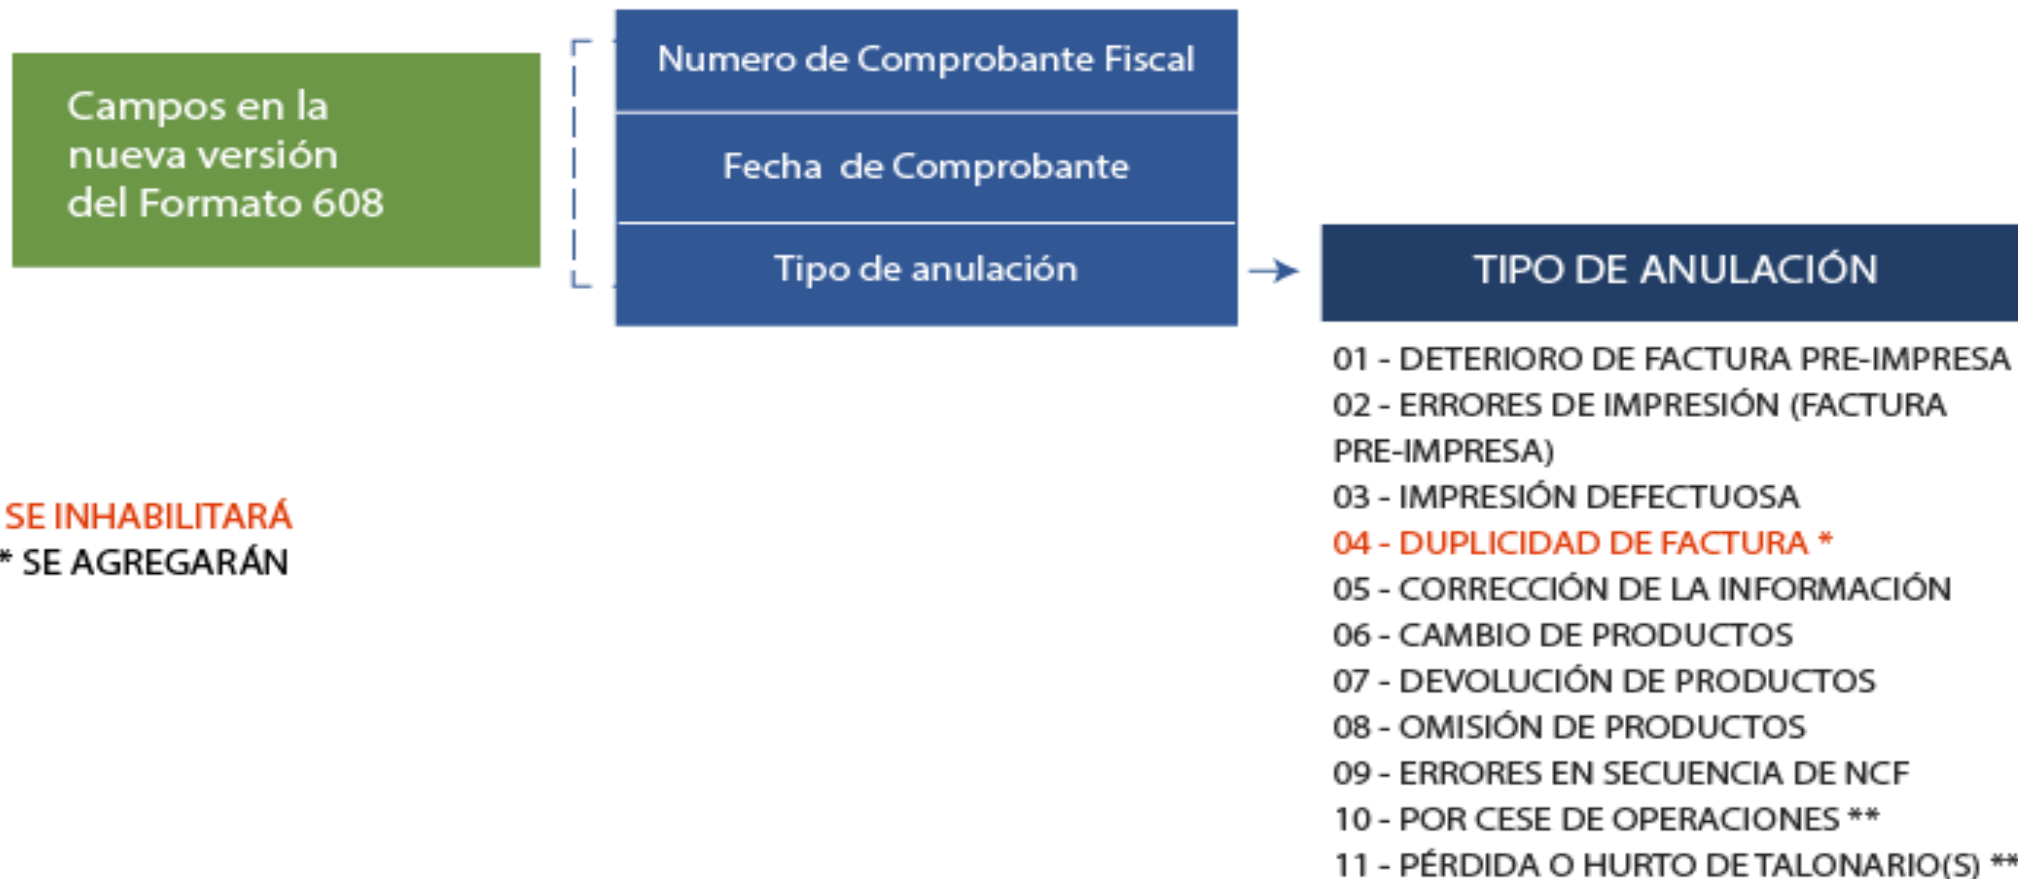 Campos en la
nueva versión
del Formato 608
Numero de Comprobante Fiscal
Fecha de Comprobante
Tipo de anulación
TIPO DE ANULACIÓN
01 - DETERIORO DE FACTURA PRE-IMPRESA
02 - ERRORES DE IMPRESIÓN (FACTURA
PRE-IMPRESA)
03 - IMPRESIÓN DEFECTUOSA
04 - DUPLICIDAD DE FACTURA *
05 - CORRECCIÓN DE LA INFORMACIÓN
06 - CAMBIO DE PRODUCTOS
07 - DEVOLUCIÓN DE PRODUCTOS
08 - OMISIÓN DE PRODUCTOS
09 - ERRORES EN SECUENCIA DE NCF
10 - POR CESE DE OPERACIONES **
11 - PÉRDIDA O HURTO DE TALONARIO(S) **
SE INHABILITARÁ
* SE AGREGARÁN